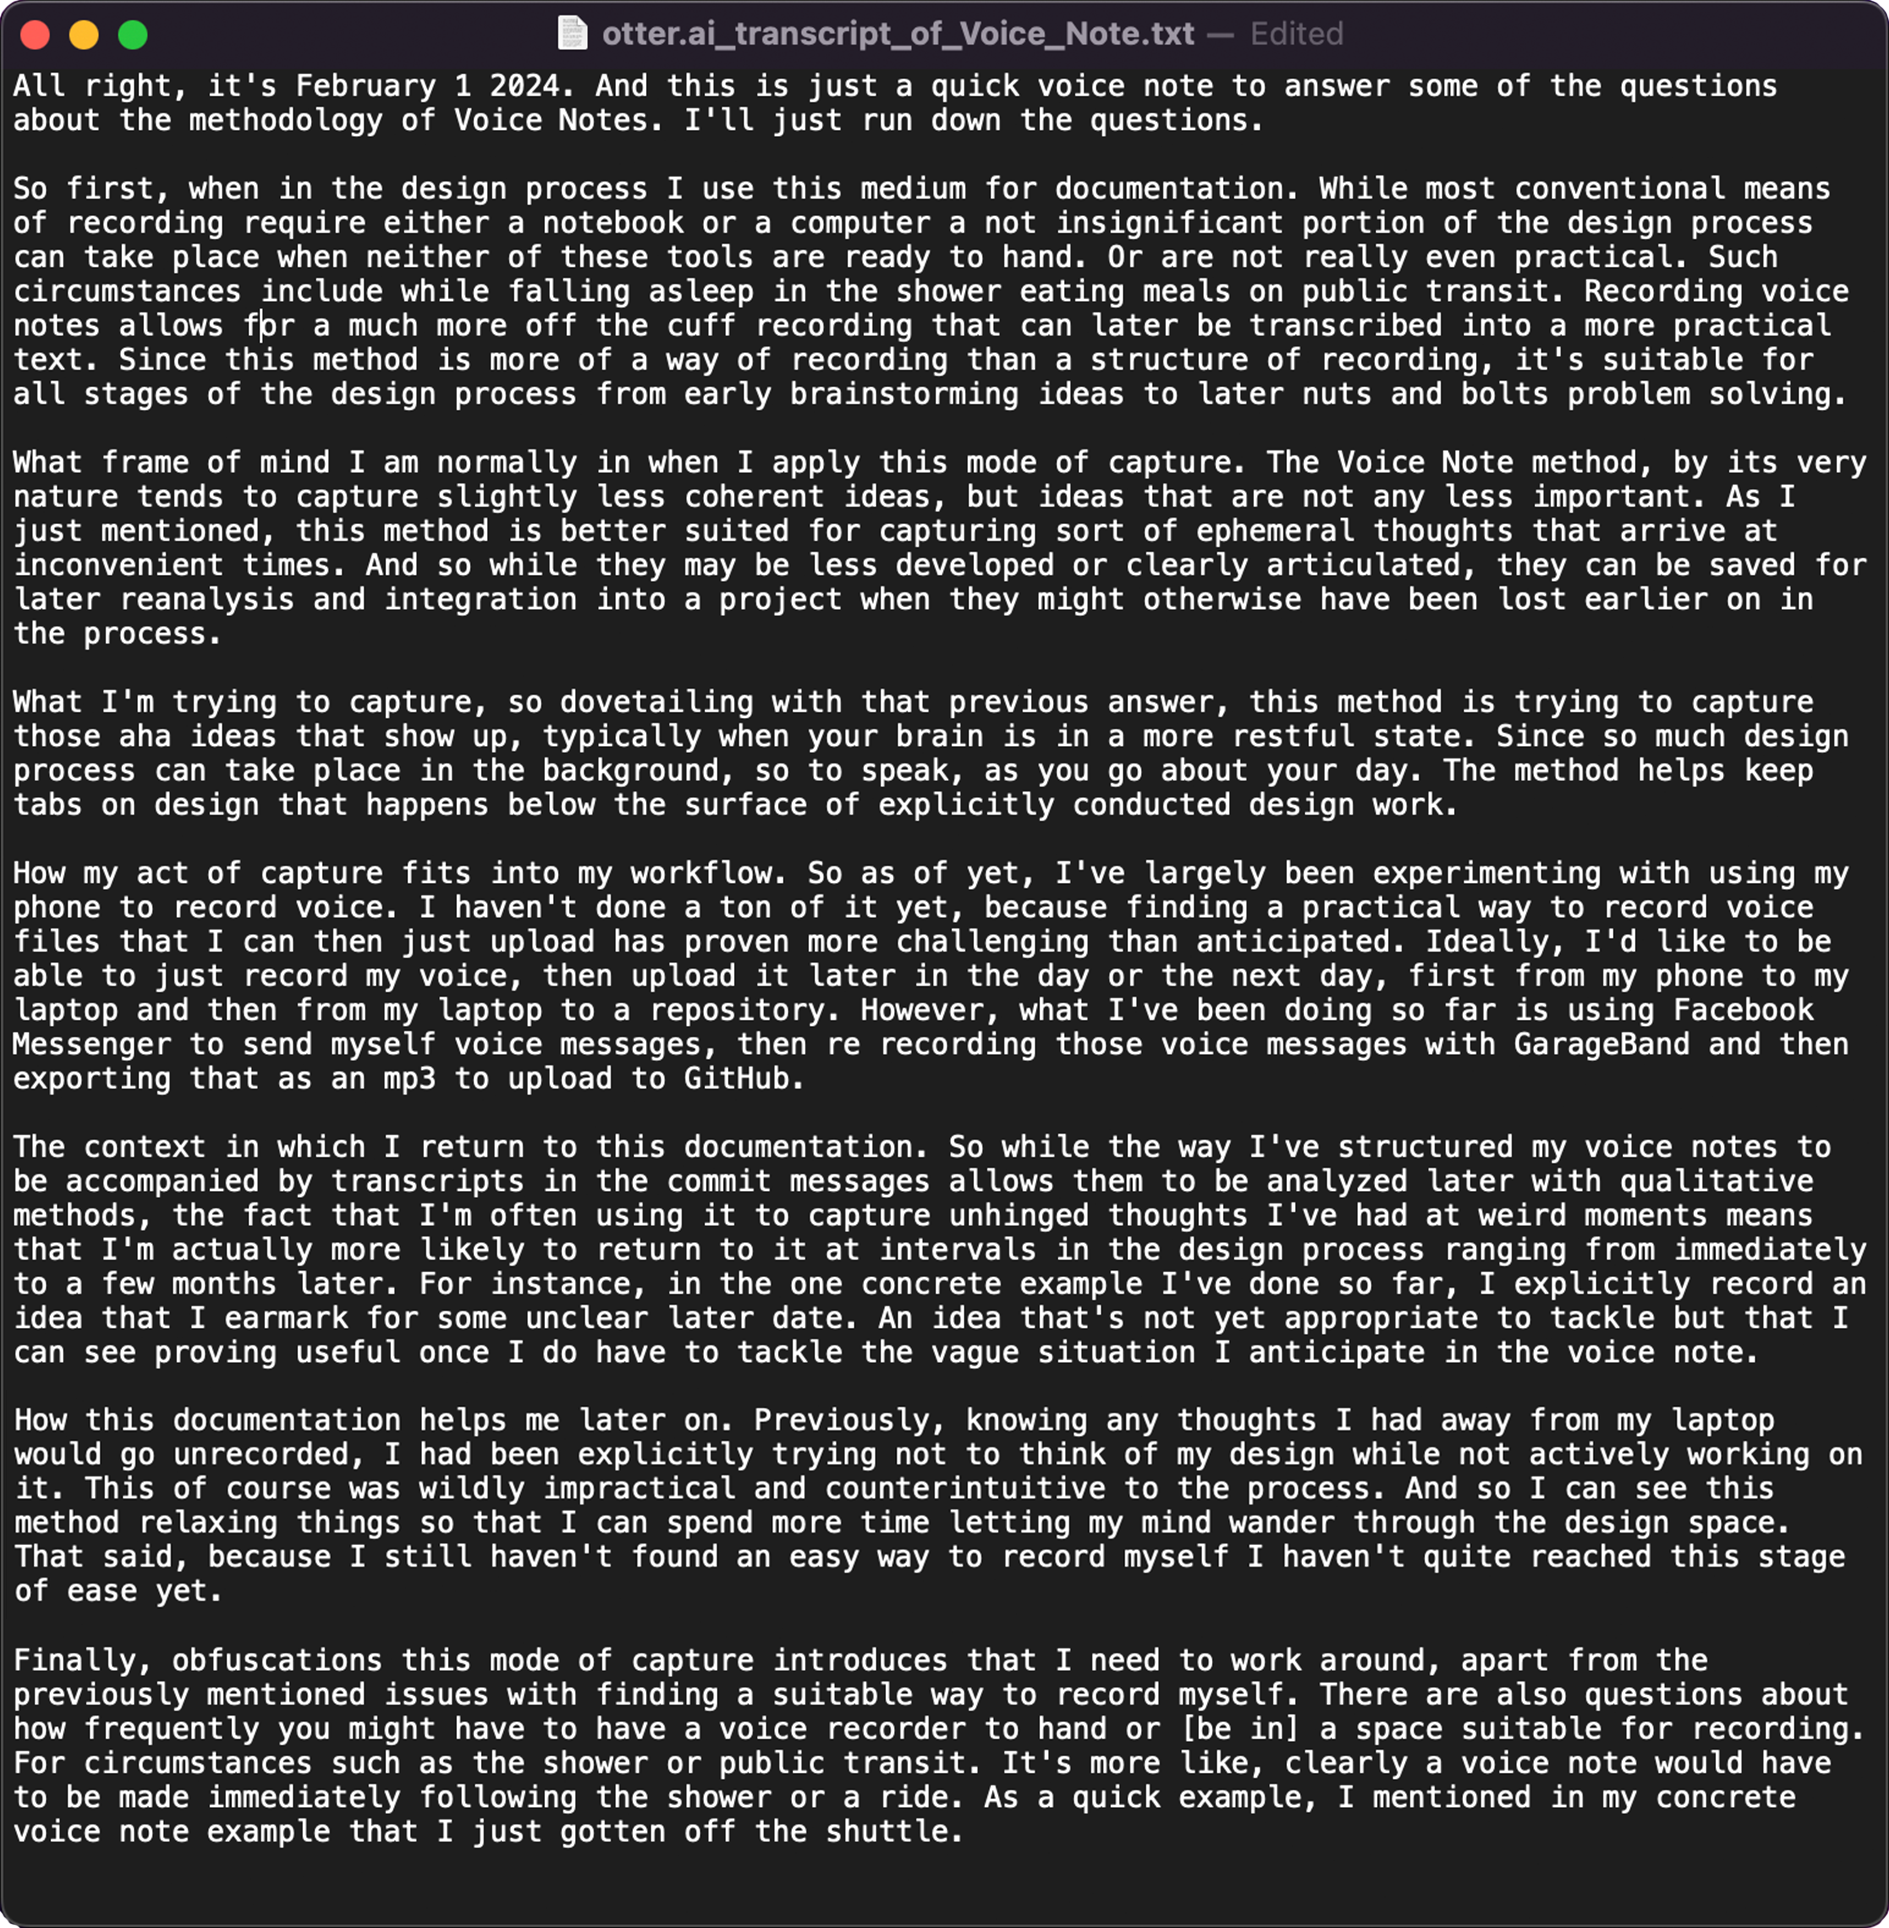 otter.ai_transcript_of_Voice_Note.txt — Edited
All right, it's February 1 2024. And this is just a quick voice note to answer some of the questions
about the methodology of Voice Notes. I'll just run down the questions.
So first, when in the design process I use this medium for documentation. While most conventional means
of recording require either a notebook or a computer a not insignificant portion of the design process
can take place when neither of these tools are ready to hand. Or are not really even practical. Such
circumstances include while falling asleep in the shower eating meals on public transit. Recording voice
notes allows for a much more off the cuff recording that can later be transcribed into a more practical
text. Since this method is more of a way of recording than a structure of recording, it's suitable for
all stages of the design process from early brainstorming ideas to later nuts and bolts problem solving.
What frame of mind I am normally in when I apply this mode of capture. The Voice Note method, by its very
nature tends to capture slightly less coherent ideas, but ideas that are not any less important. As I
just mentioned, this method is better suited for capturing sort of ephemeral thoughts that arrive at
inconvenient times. And so while they may be less developed or clearly articulated, they can be saved for
later reanalysis and integration into a project when they might otherwise have been lost earlier on in
the process.
What I'm trying to capture, so dovetailing with that previous answer, this method is trying to capture
those aha ideas that show up, typically when your brain is in a more restful state. Since so much design
process can take place in the background, so to speak, as you go about your day. The method helps keep
tabs on design that happens below the surface of explicitly conducted design work.
How my act of capture fits into my workflow. So as of yet, I've largely been experimenting with using my
phone to record voice. I haven't done a ton of it yet, because finding a practical way to record voice
files that I can then just upload has proven more challenging than anticipated. Ideally, I'd like to be
able to just record my voice, then upload it later in the day or the next day, first from my phone to my
laptop and then from my laptop to a repository. However, what I've been doing so far is using Facebook
Messenger to send myself voice messages, then re recording those voice messages with GarageBand and then
exporting that as an mp3 to upload to GitHub.
The context in which I return to this documentation. So while the way I've structured my voice notes to
be accompanied by transcripts in the commit messages allows them to be analyzed later with qualitative
methods, the fact that I'm often using it to capture unhinged thoughts I've had at weird moments means
that I'm actually more likely to return to it at intervals in the design process ranging from immediately
to a few months later. For instance, in the one concrete example I've done so far, I explicitly record an
idea that I earmark for some unclear later date. An idea that's not yet appropriate to tackle but that I
can see proving useful once I do have to tackle the vague situation I anticipate in the voice note.
How this documentation helps me later on. Previously, knowing any thoughts I had away from my laptop
would go unrecorded, I had been explicitly trying not to think of my design while not actively working on
it. This of course was wildly impractical and counterintuitive to the process. And so I can see this
method relaxing things so that I can spend more time letting my mind wander through the design space.
That said, because I still haven't found an easy way to record myself I haven't quite reached this stage
of ease yet.
Finally, obfuscations this mode of capture introduces that I need to work around, apart from the
previously mentioned issues with finding a suitable way to record myself. There are also questions about
how frequently you might have to have a voice recorder to hand or [be in] a space suitable for recording.
For circumstances such as the shower or public transit. It's more like, clearly a voice note would have
to be made immediately following the shower or a ride. As a quick example, I mentioned in my concrete
voice note example that I just gotten off the shuttle.